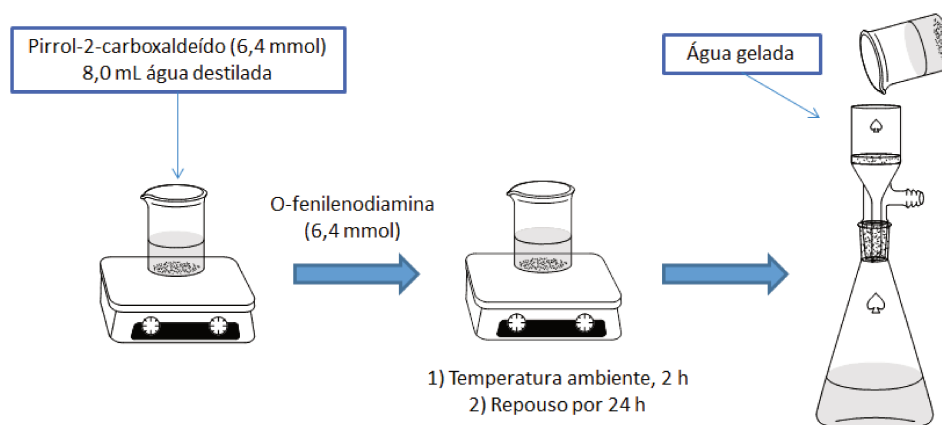 Pirrol-2-carboxaldeído (6,4 mmol)
8,0 mL água destilada
Água gelada
O-fenilenodiamina
(6,4 mmol)
1) Temperatura ambiente, 2 h
2) Repouso por 24 h